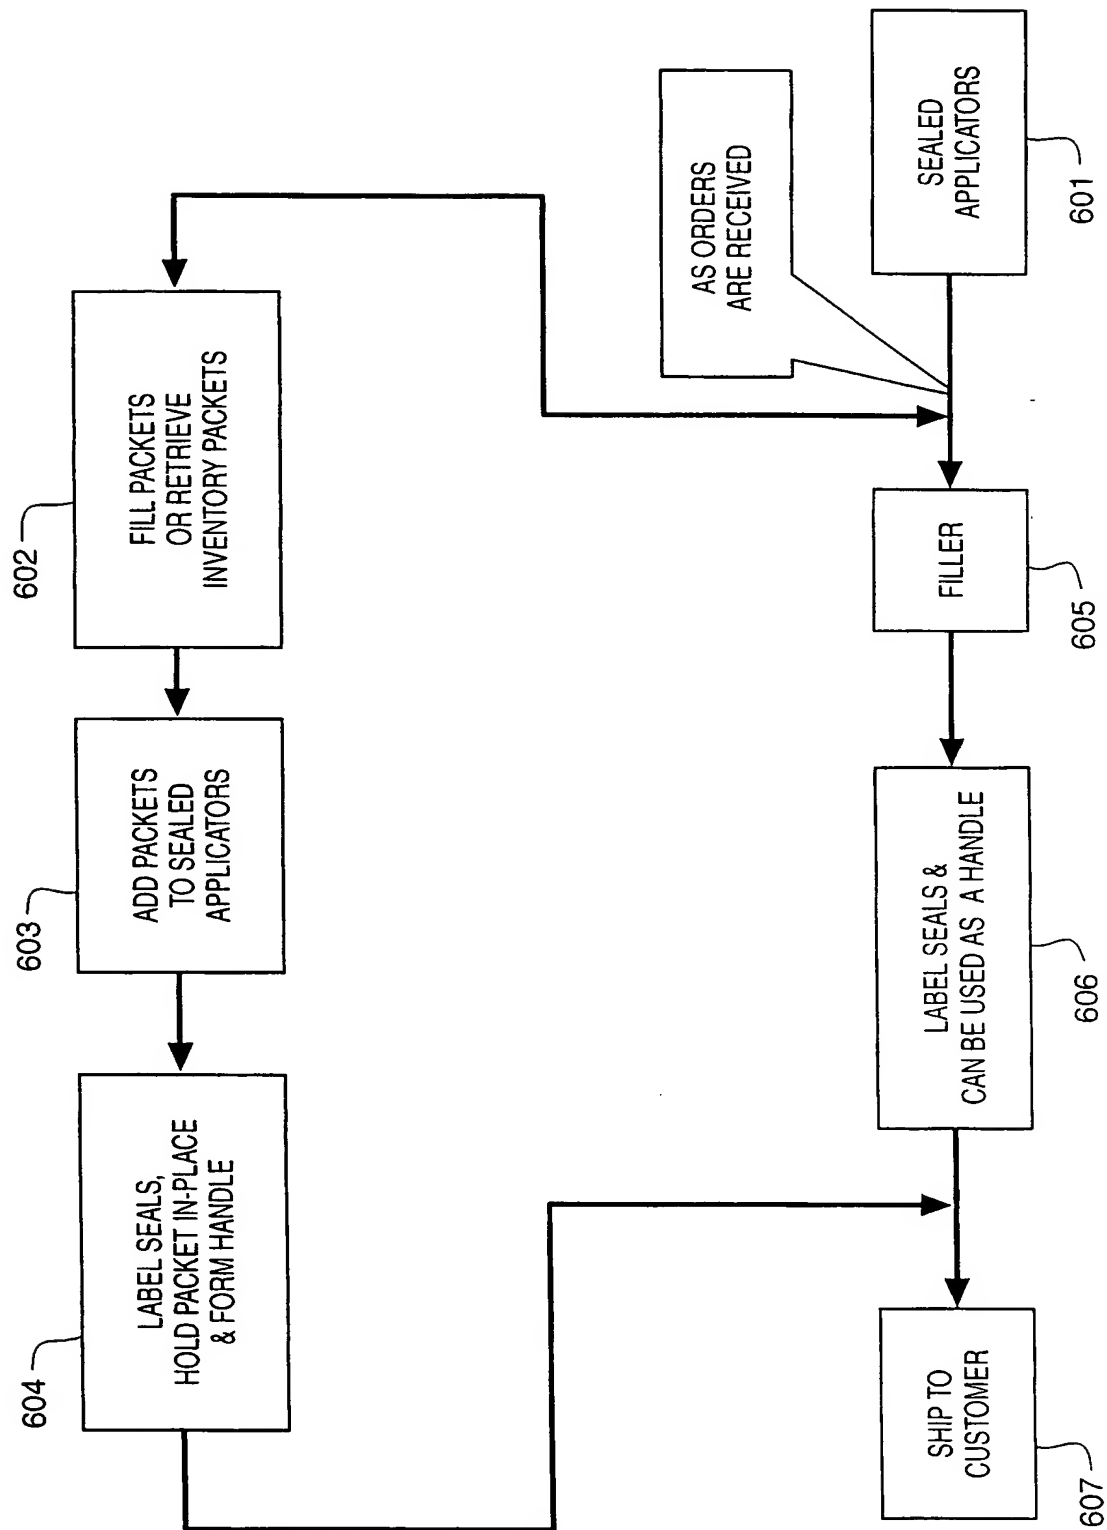 SEALED
APPLICATORS
601
AS ORDERS
ARE RECEIVED
FILL PACKETS
OR RETRIEVE
INVENTORY PACKETS
602
ADD PACKETS
TO SEALED
APPLICATORS
603
LABEL SEALS,
HOLD PACKET IN-PLACE
& FORM HANDLE
604
FILLER
605
LABEL SEALS &
CAN BE USED AS A HANDLE
606
SHIP TO
CUSTOMER
607